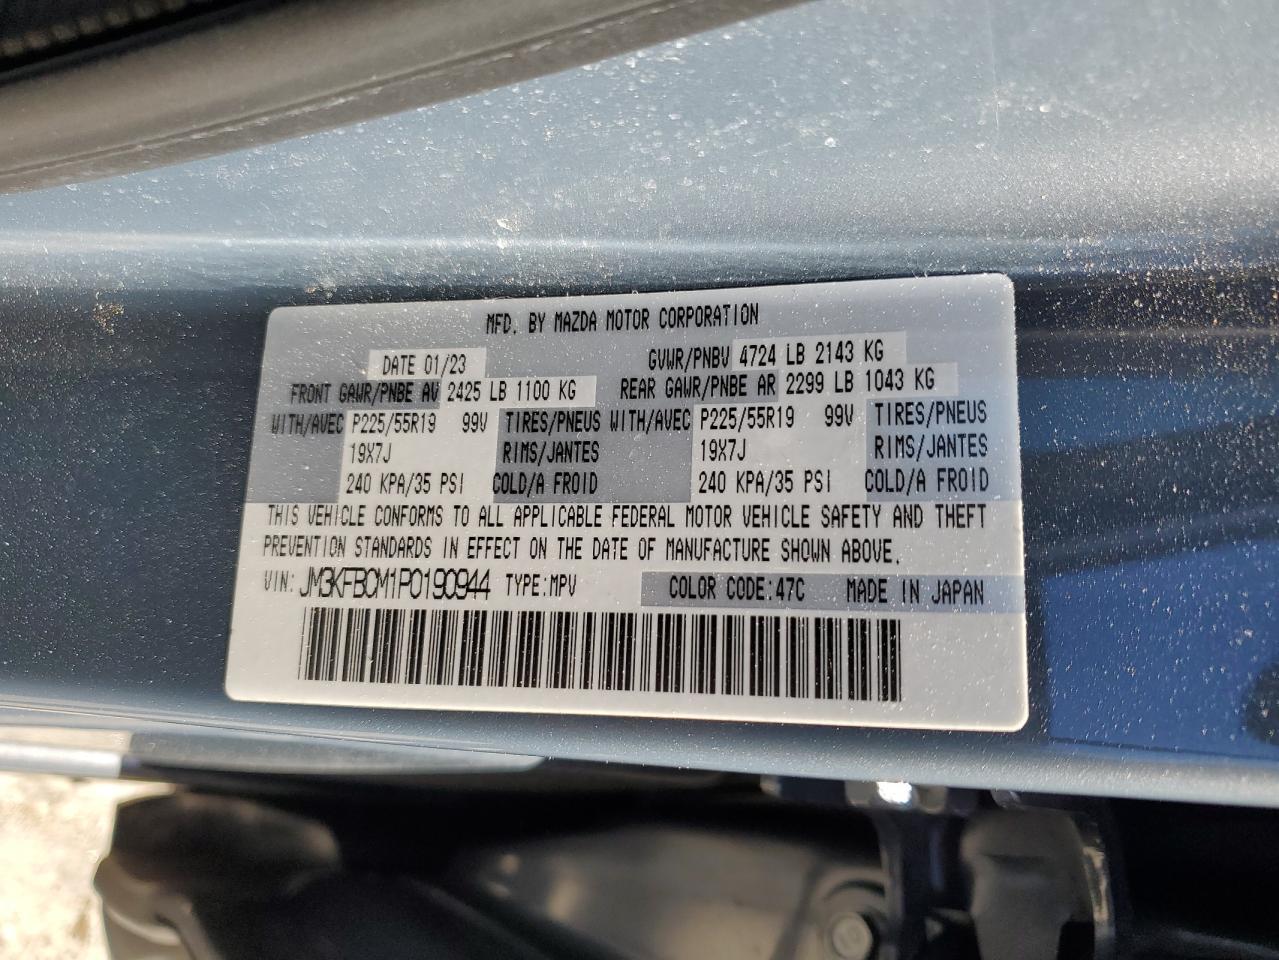 MFD. BY MAZDA MOTOR CORPORATION
DATE 01/23 GVWR/PNBV 4724 LB 2143 KG
FRONT GAWR/PNBE AV 2425 LB 1100 KG REAR GAWR/PNBE AR 2299 LB 1043 KG
WITH/AVEC P225/55R19 99V TIRES/PNEUS WITH/AVEC P225/55R19 99V TIRES/PNEUS
19X7J RIMS/JANTES 19X7J RIMS/JANTES
240 KPA/35 PSI COLD/A FROID 240 KPA/35 PSI COLD/A FROID
THIS VEHICLE CONFORMS TO ALL APPLICABLE FEDERAL MOTOR VEHICLE SAFETY AND THEFT
PREVENTION STANDARDS IN EFFECT ON THE DATE OF MANUFACTURE SHOWN ABOVE.
VIN: JM3KFBCM1P0190944 TYPE:MPV COLOR CODE:47C MADE IN JAPAN